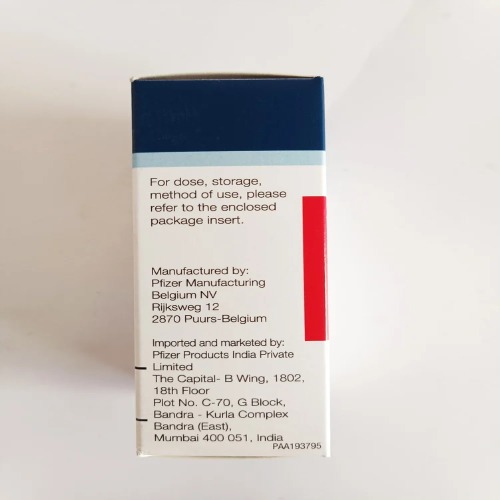 For dose, storage,
method of use, please
refer to the enclosed
package insert.
Manufactured by:
Pfizer Manufacturing
Belgium NV
Rijksweg 12
2870 Puurs-Belgium
Imported and marketed by:
Pfizer Products India Private
Limited
The Capital- B Wing, 1802,
18th Floor
Plot No. C-70, G Block,
Bandra - Kurla Complex
Bandra (East),
Mumbai 400 051, India
PAA193795